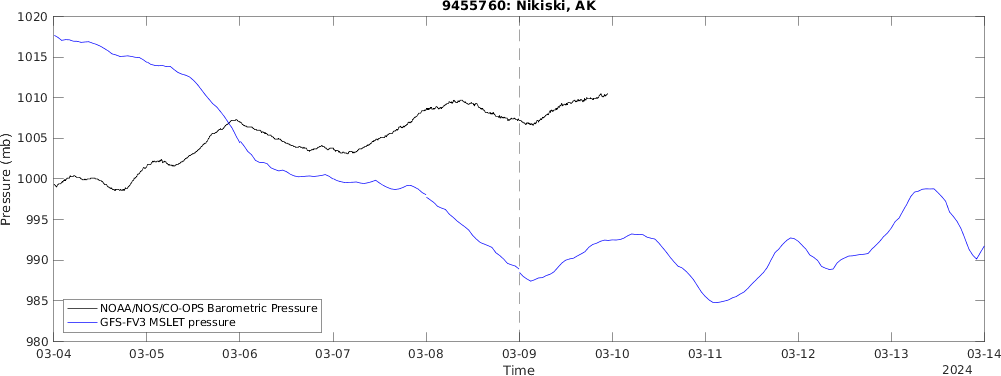 9455760: Nikiski, AK
1020
1015
1010
1005
1000
995
990
985
980
Pressure (mb)
NOAA/NOS/CO-OPS Barometric Pressure
GFS-FV3 MSLET pressure
03-04 03-05 03-06 03-07 03-08 03-09 03-10 03-11 03-12 03-13 03-14
Time
2024